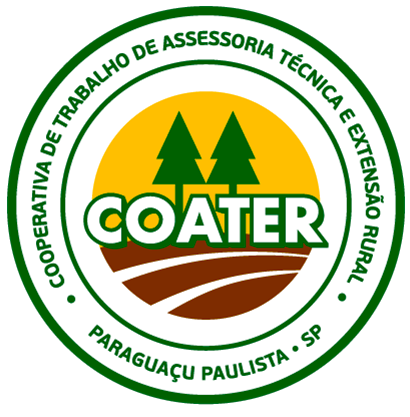 • COOPERATIVA DE TRABALHO DE ASSESSORIA TÉCNICA E EXTENSÃO RURAL •
COATER
PARAGUAÇU PAULISTA • SP